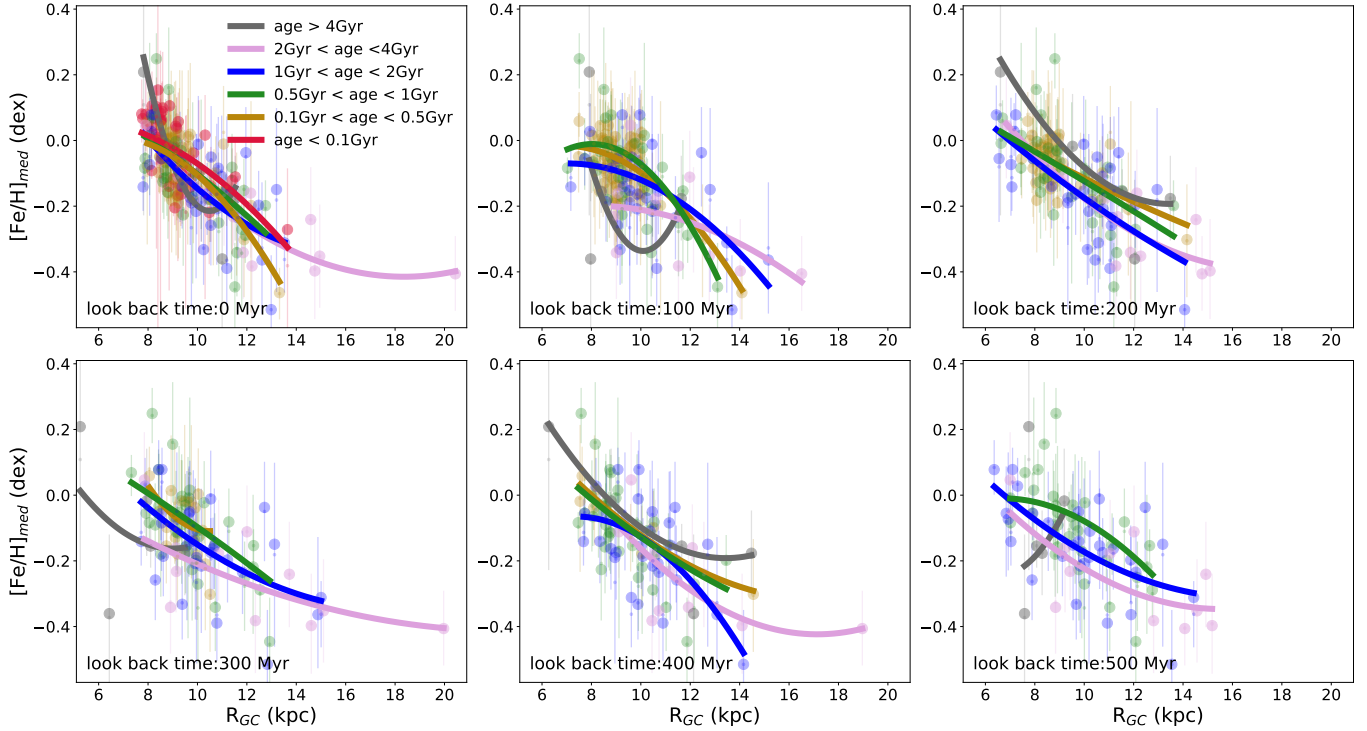 0.4
0.2
0.0
−0.2
−0.4
[Fe/H]med (dex)
age > 4Gyr
2Gyr < age <4Gyr
1Gyr < age < 2Gyr
0.5Gyr < age < 1Gyr
0.1Gyr < age < 0.5Gyr
age < 0.1Gyr
look back time:0 Myr
6 8 10 12 14 16 18 20
0.4
0.2
0.0
−0.2
−0.4
look back time:100 Myr
6 8 10 12 14 16 18 20
0.4
0.2
0.0
−0.2
−0.4
look back time:200 Myr
6 8 10 12 14 16 18 20
0.4
0.2
0.0
−0.2
−0.4
[Fe/H]med (dex)
look back time:300 Myr
6 8 10 12 14 16 18 20
RGC (kpc)
0.4
0.2
0.0
−0.2
−0.4
look back time:400 Myr
6 8 10 12 14 16 18 20
RGC (kpc)
0.4
0.2
0.0
−0.2
−0.4
look back time:500 Myr
6 8 10 12 14 16 18 20
RGC (kpc)